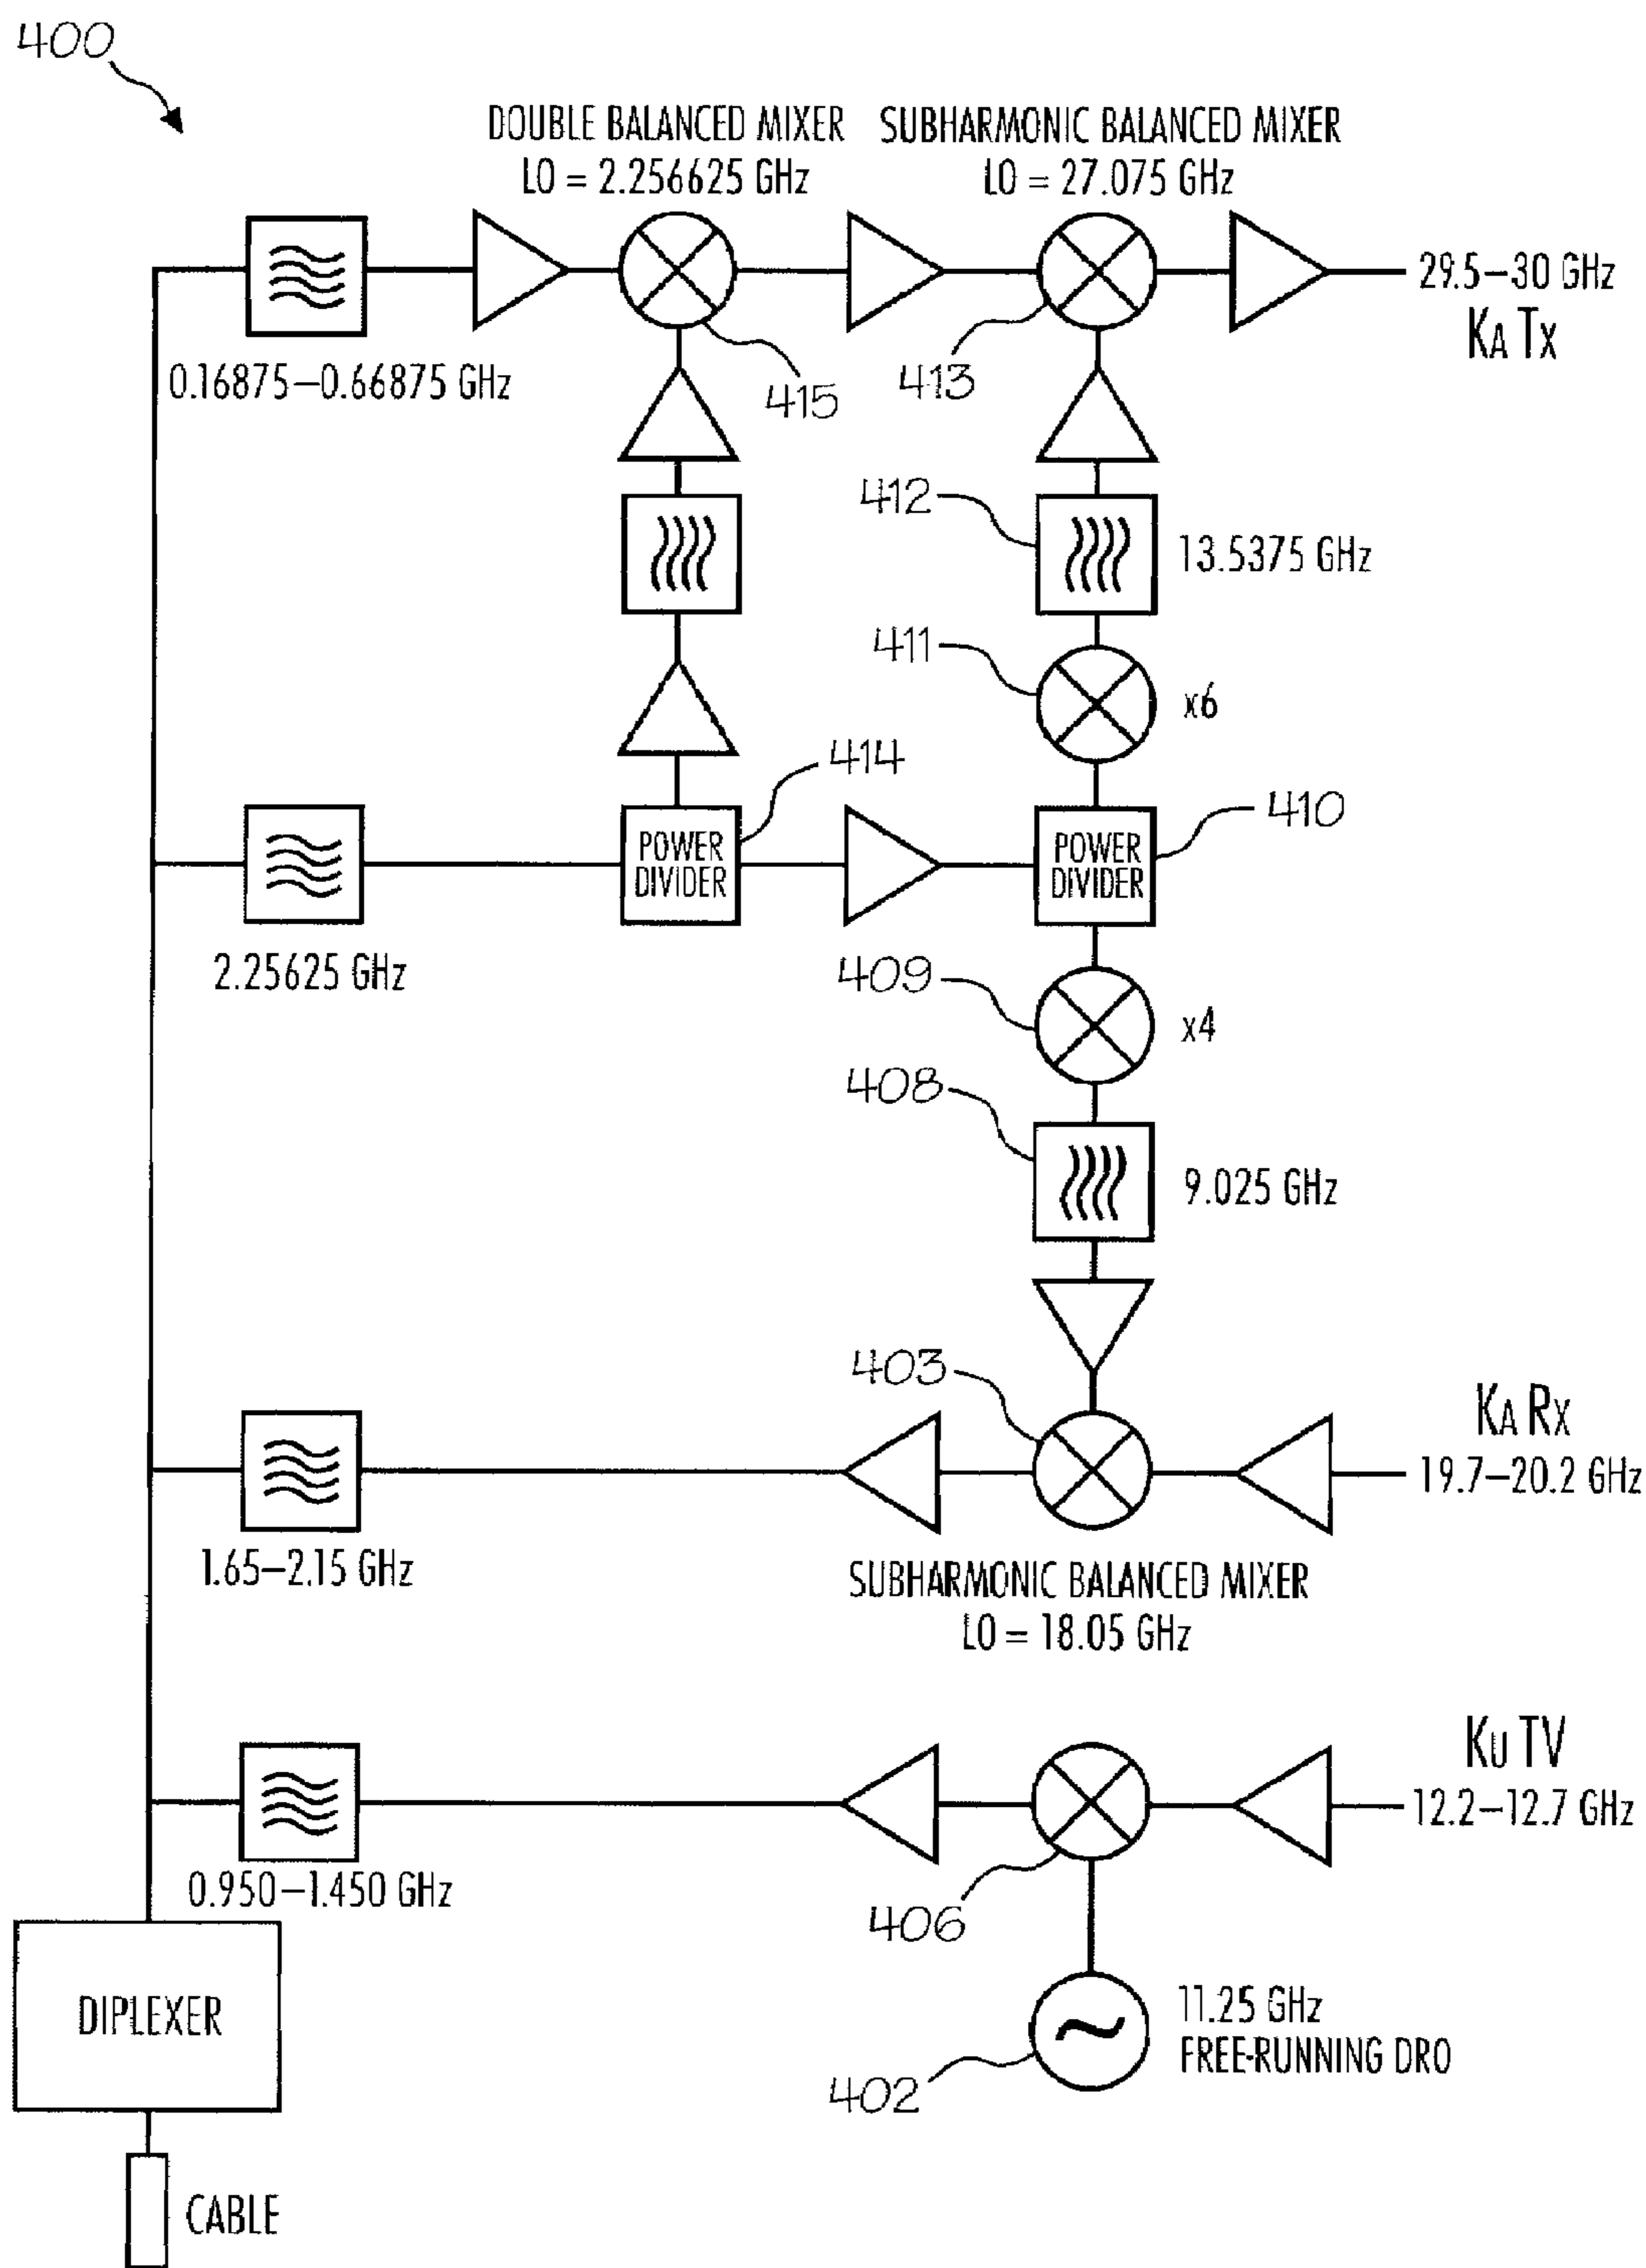 400
DOUBLE BALANCED MIXER
LO = 2.256625 GHz
SUBHARMONIC BALANCED MIXER
LO = 27.075 GHz
29.5–30 GHz
KA TX
0.16875–0.66875 GHz
415
413
412
13.5375 GHz
411
x6
414
410
POWER
DIVIDER
POWER
DIVIDER
2.25625 GHz
409
x4
408
9.025 GHz
403
KA RX
19.7–20.2 GHz
1.65–2.15 GHz
SUBHARMONIC BALANCED MIXER
LO = 18.05 GHz
KU TV
12.2–12.7 GHz
0.950–1.450 GHz
406
DIPLEXER
11.25 GHz
FREE-RUNNING DRO
402
CABLE